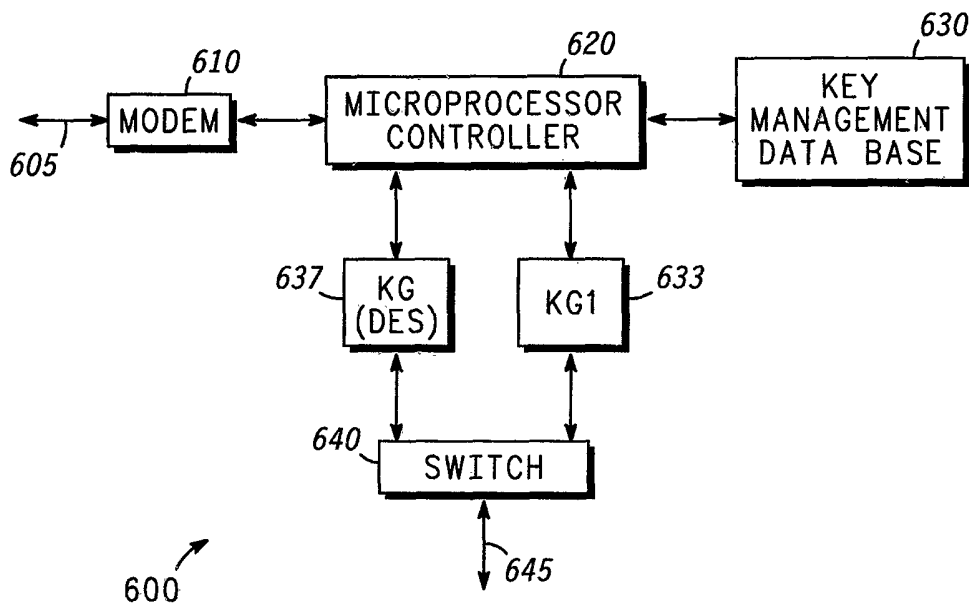 630
620
610
MODEM
MICROPROCESSOR
CONTROLLER
KEY
MANAGEMENT
DATA BASE
605
637
KG
(DES)
KG1
633
640
SWITCH
645
600